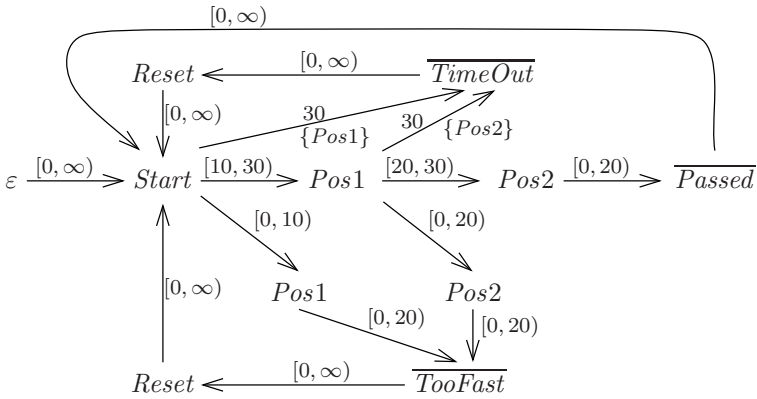 [0, ∞)
Reset [0, ∞) TimeOut
[0, ∞) 30 {Pos1} 30 {Pos2}
ε [0, ∞) Start [10, 30) Pos1 [20, 30) Pos2 [0, 20) Passed
[0, 10) [0, 20)
[0, ∞) Pos1 Pos2
[0, 20) [0, 20)
Reset [0, ∞) TooFast